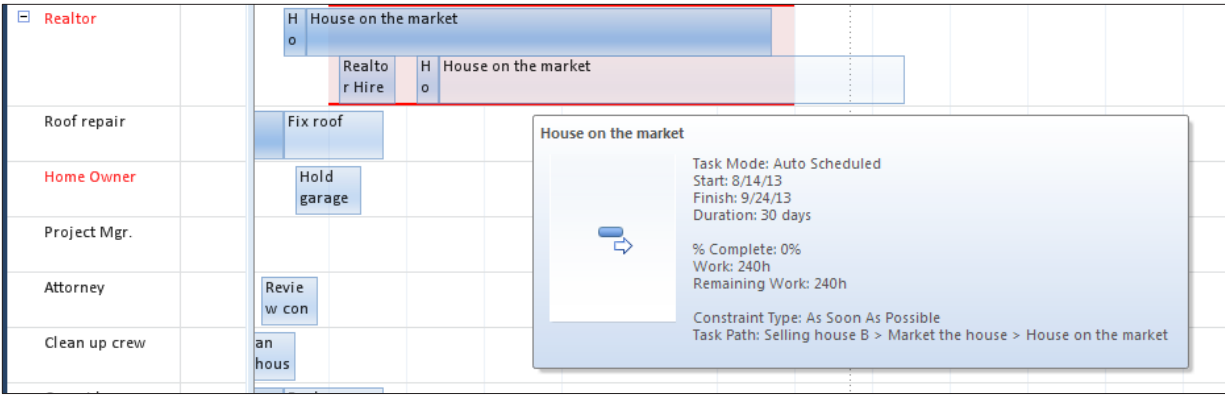 Realtor
H
o
House on the market
Realto
r Hire
H
o
House on the market
Roof repair
Fix roof
Home Owner
Hold
garage
Project Mgr.
Attorney
Revie
w con
Clean up crew
an
hous
House on the market
Task Mode: Auto Scheduled
Start: 8/14/13
Finish: 9/24/13
Duration: 30 days
% Complete: 0%
Work: 240h
Remaining Work: 240h
Constraint Type: As Soon As Possible
Task Path: Selling house B > Market the house > House on the market